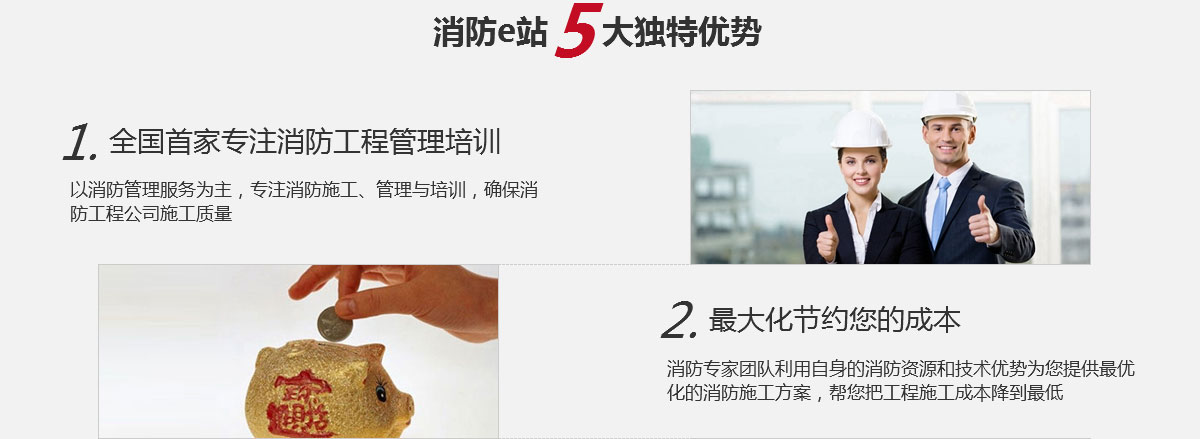 消防e站5大独特优势
1. 全国首家专注消防工程管理培训
以消防管理服务为主，专注消防施工、管理与培训，确保消
防工程公司施工质量
2. 最大化节约您的成本
消防专家团队利用自身的消防资源和技术优势为您提供最优
化的消防施工方案，帮您把工程施工成本降到最低